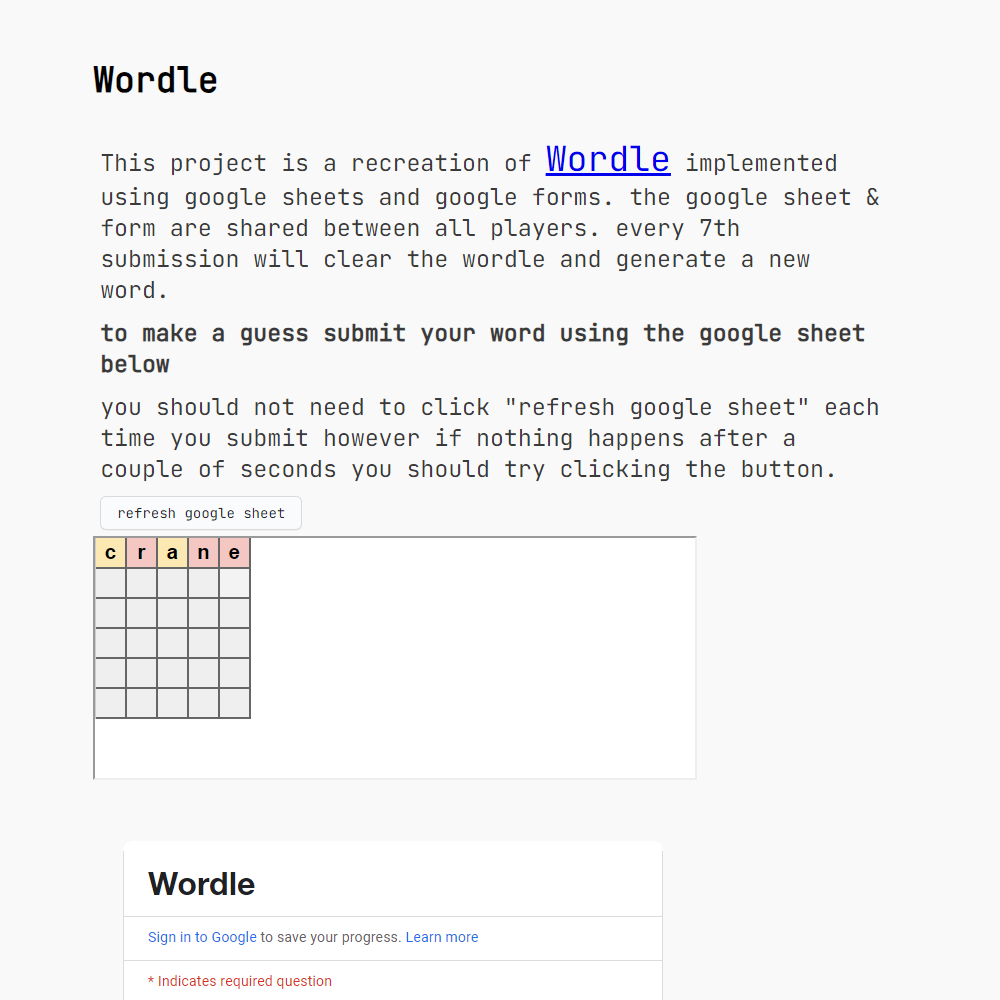 Wordle
This project is a recreation of Wordle implemented
using google sheets and google forms. the google sheet &
form are shared between all players. every 7th
submission will clear the wordle and generate a new
word.
to make a guess submit your word using the google sheet
below
you should not need to click "refresh google sheet" each
time you submit however if nothing happens after a
couple of seconds you should try clicking the button.
refresh google sheet
c r a n e
Wordle
Sign in to Google to save your progress. Learn more
* Indicates required question